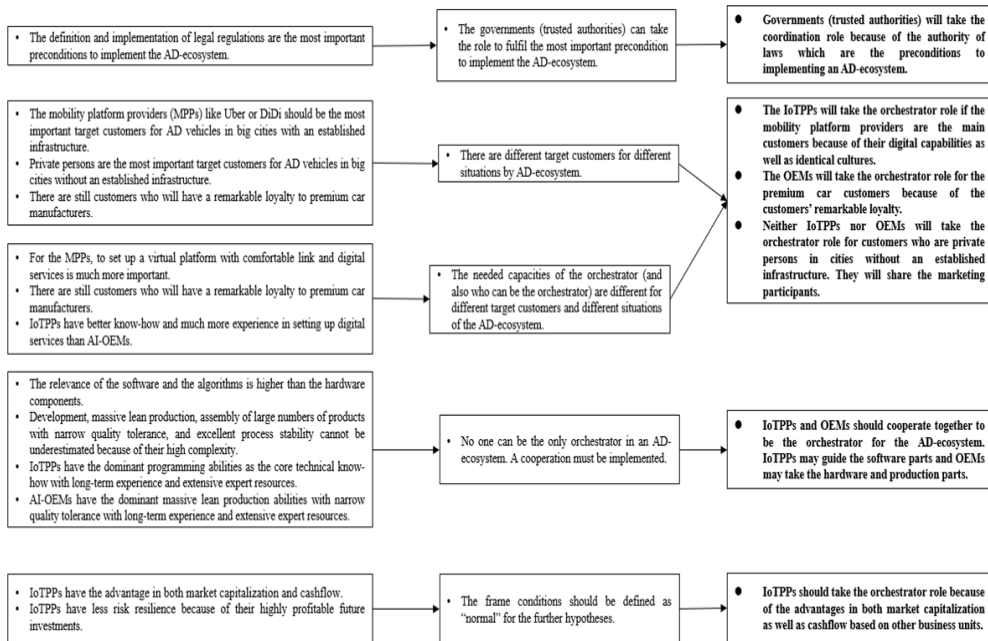 • The definition and implementation of legal regulations are the most important
preconditions to implement the AD-ecosystem.
• The governments (trusted authorities) can take
the role to fulfil the most important precondition
to implement the AD-ecosystem.
● Governments (trusted authorities) will take the
coordination role because of the authority of
laws which are the preconditions to
implementing an AD-ecosystem.
• The mobility platform providers (MPPs) like Uber or DiDi should be the most
important target customers for AD vehicles in big cities with an established
infrastructure.
• Private persons are the most important target customers for AD vehicles in big
cities without an established infrastructure.
• There are still customers who will have a remarkable loyalty to premium car
manufacturers.
• There are different target customers for different
situations by AD-ecosystem.
● The IoTPPs will take the orchestrator role if the
mobility platform providers are the main
customers because of their digital capabilities as
well as identical cultures.
● The OEMs will take the orchestrator role for the
premium car customers because of the
customers' remarkable loyalty.
● Neither IoTPPs nor OEMs will take the
orchestrator role for customers who are private
persons in cities without an established
infrastructure. They will share the marketing
participants.
• For the MPPs, to set up a virtual platform with comfortable link and digital
services is much more important.
• There are still customers who will have a remarkable loyalty to premium car
manufacturers.
• IoTPPs have better know-how and much more experience in setting up digital
services than AI-OEMs.
• The needed capacities of the orchestrator (and
also who can be the orchestrator) are different for
different target customers and different situations
of the AD-ecosystem.
• The relevance of the software and the algorithms is higher than the hardware
components.
• Development, massive lean production, assembly of large numbers of products
with narrow quality tolerance, and excellent process stability cannot be
underestimated because of their high complexity.
• IoTPPs have the dominant programming abilities as the core technical know-
how with long-term experience and extensive expert resources.
• AI-OEMs have the dominant massive lean production abilities with narrow
quality tolerance with long-term experience and extensive expert resources.
• No one can be the only orchestrator in an AD-
ecosystem. A cooperation must be implemented.
● IoTPPs and OEMs should cooperate together to
be the orchestrator for the AD-ecosystem.
IoTPPs may guide the software parts and OEMs
may take the hardware and production parts.
• IoTPPs have the advantage in both market capitalization and cashflow.
• IoTPPs have less risk resilience because of their highly profitable future
investments.
• The frame conditions should be defined as
“normal” for the further hypotheses.
● IoTPPs should take the orchestrator role because
of the advantages in both market capitalization
as well as cashflow based on other business units.